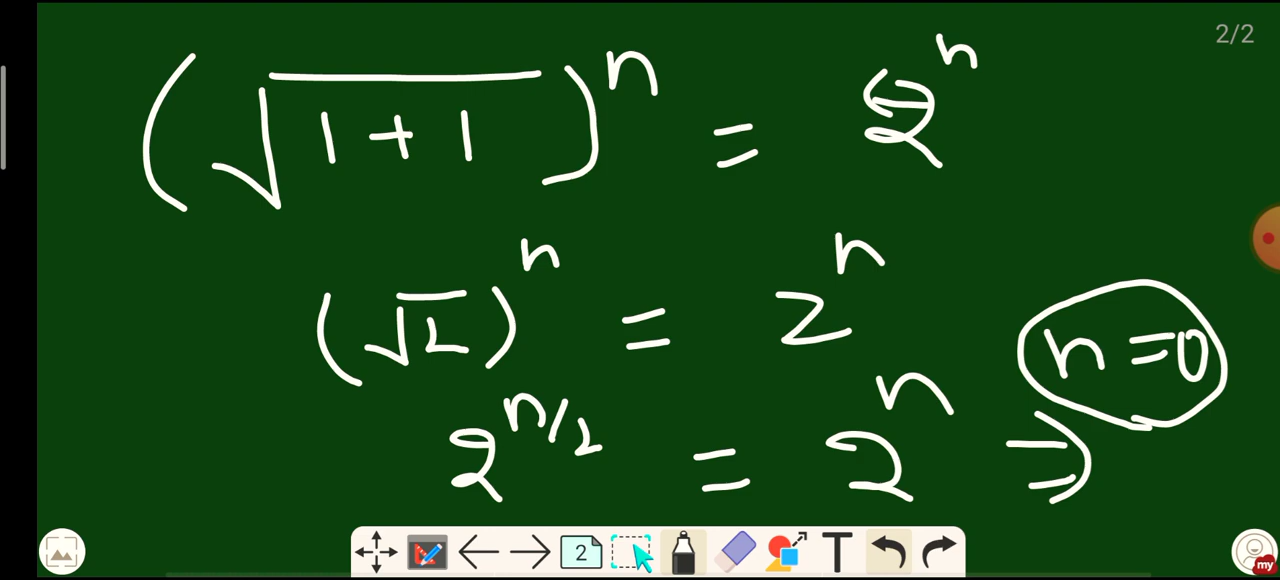 2/2
(√(1+1))^n = 2^n
(√2)^n = 2^n
n=0
2^(n/2) = 2^n ⇒
2 T my